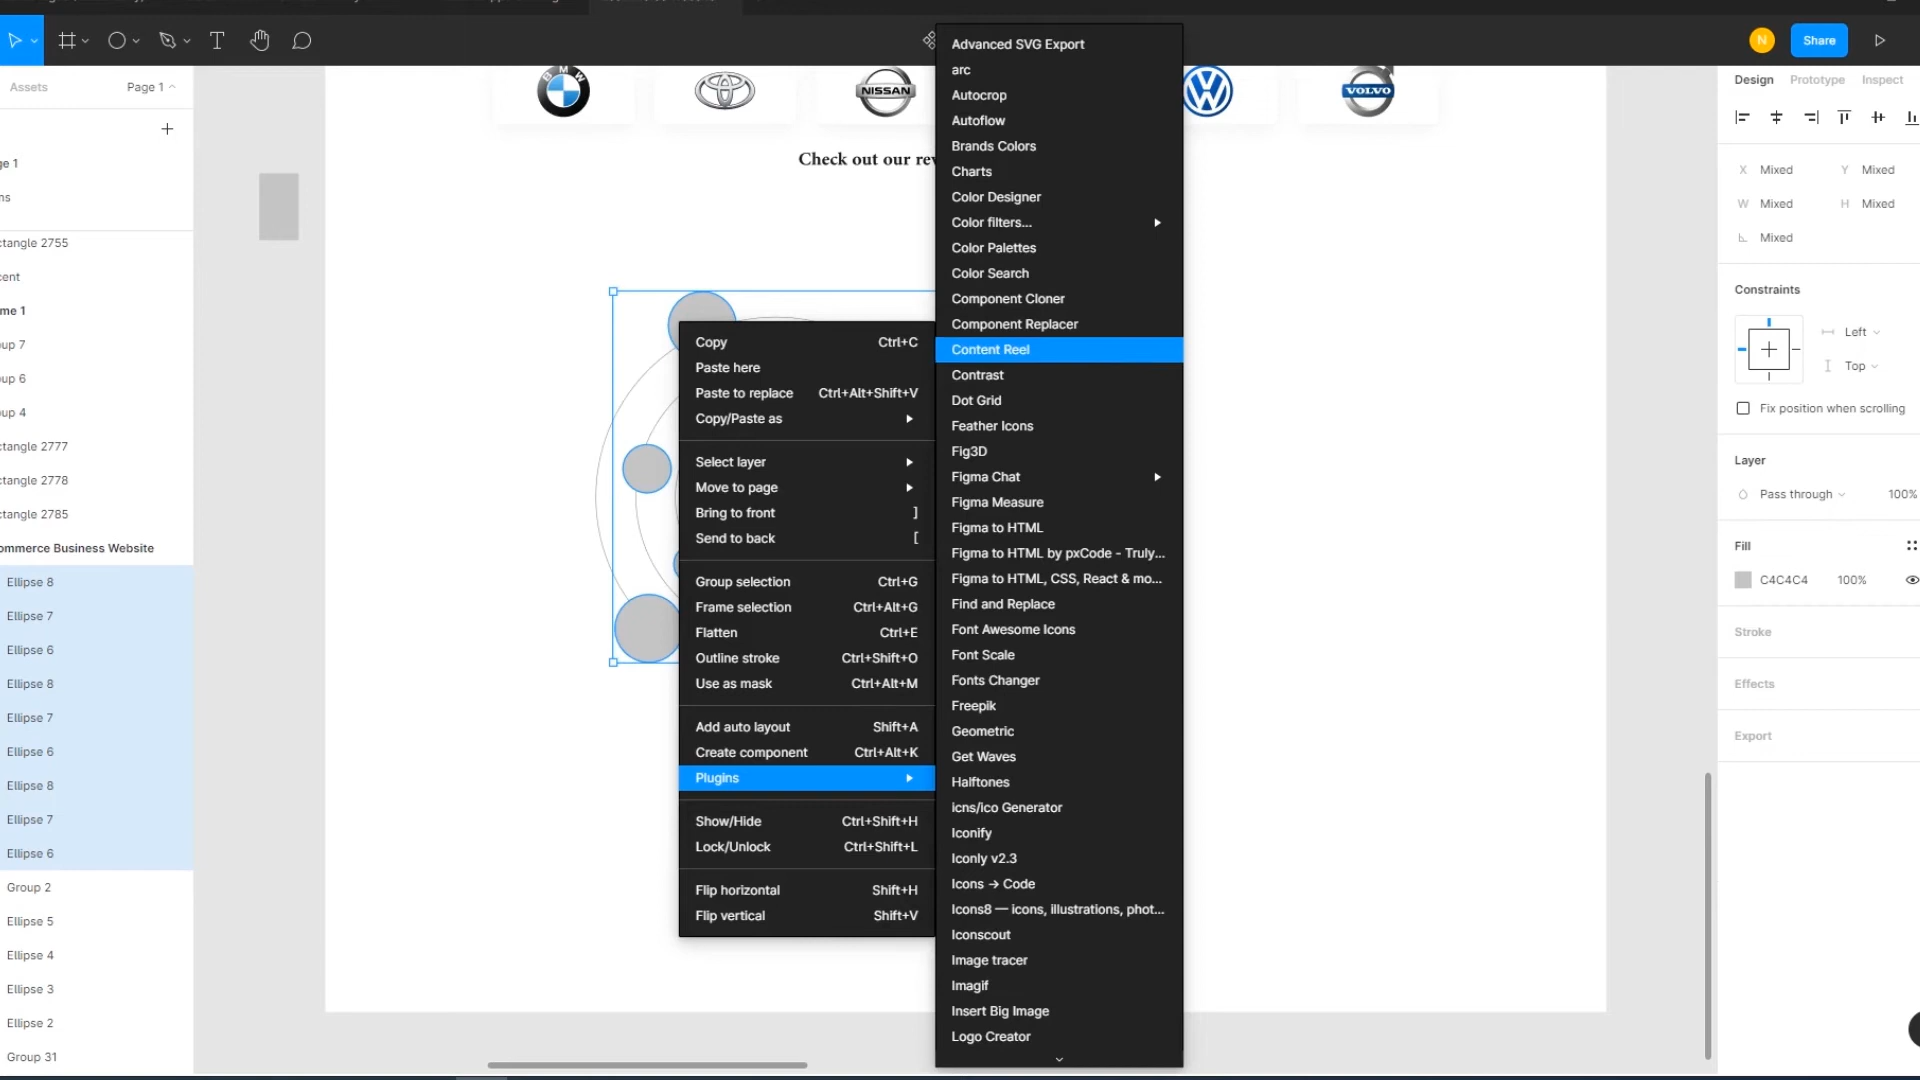 N
Share
Assets
Page 1
ge 1
ns
ctangle 2755
cent
me 1
oup 7
oup 6
oup 4
ctangle 2777
ctangle 2778
ctangle 2785
ommerce Business Website
Ellipse 8
Ellipse 7
Ellipse 6
Ellipse 8
Ellipse 7
Ellipse 6
Ellipse 8
Ellipse 7
Ellipse 6
Group 2
Ellipse 5
Ellipse 4
Ellipse 3
Ellipse 2
Group 31
BMW
NISSAN
VOLVO
Check out our rev
Copy Ctrl+C
Paste here
Paste to replace Ctrl+Alt+Shift+V
Copy/Paste as
Select layer
Move to page
Bring to front ]
Send to back [
Group selection Ctrl+G
Frame selection Ctrl+Alt+G
Flatten Ctrl+E
Outline stroke Ctrl+Shift+O
Use as mask Ctrl+Alt+M
Add auto layout Shift+A
Create component Ctrl+Alt+K
Plugins
Show/Hide Ctrl+Shift+H
Lock/Unlock Ctrl+Shift+L
Flip horizontal Shift+H
Flip vertical Shift+V
Advanced SVG Export
arc
Autocrop
Autoflow
Brands Colors
Charts
Color Designer
Color filters...
Color Palettes
Color Search
Component Cloner
Component Replacer
Content Reel
Contrast
Dot Grid
Feather Icons
Fig3D
Figma Chat
Figma Measure
Figma to HTML
Figma to HTML by pxCode - Truly...
Figma to HTML, CSS, React & mo...
Find and Replace
Font Awesome Icons
Font Scale
Fonts Changer
Freepik
Geometric
Get Waves
Halftones
icns/ico Generator
Iconify
Iconly v2.3
Icons → Code
Icons8 — icons, illustrations, phot...
Iconscout
Image tracer
Imagif
Insert Big Image
Logo Creator
Design Prototype Inspect
X Mixed Y Mixed
W Mixed H Mixed
Mixed
Constraints
Left
Top
Fix position when scrolling
Layer
Pass through 100%
Fill
C4C4C4 100%
Stroke
Effects
Export